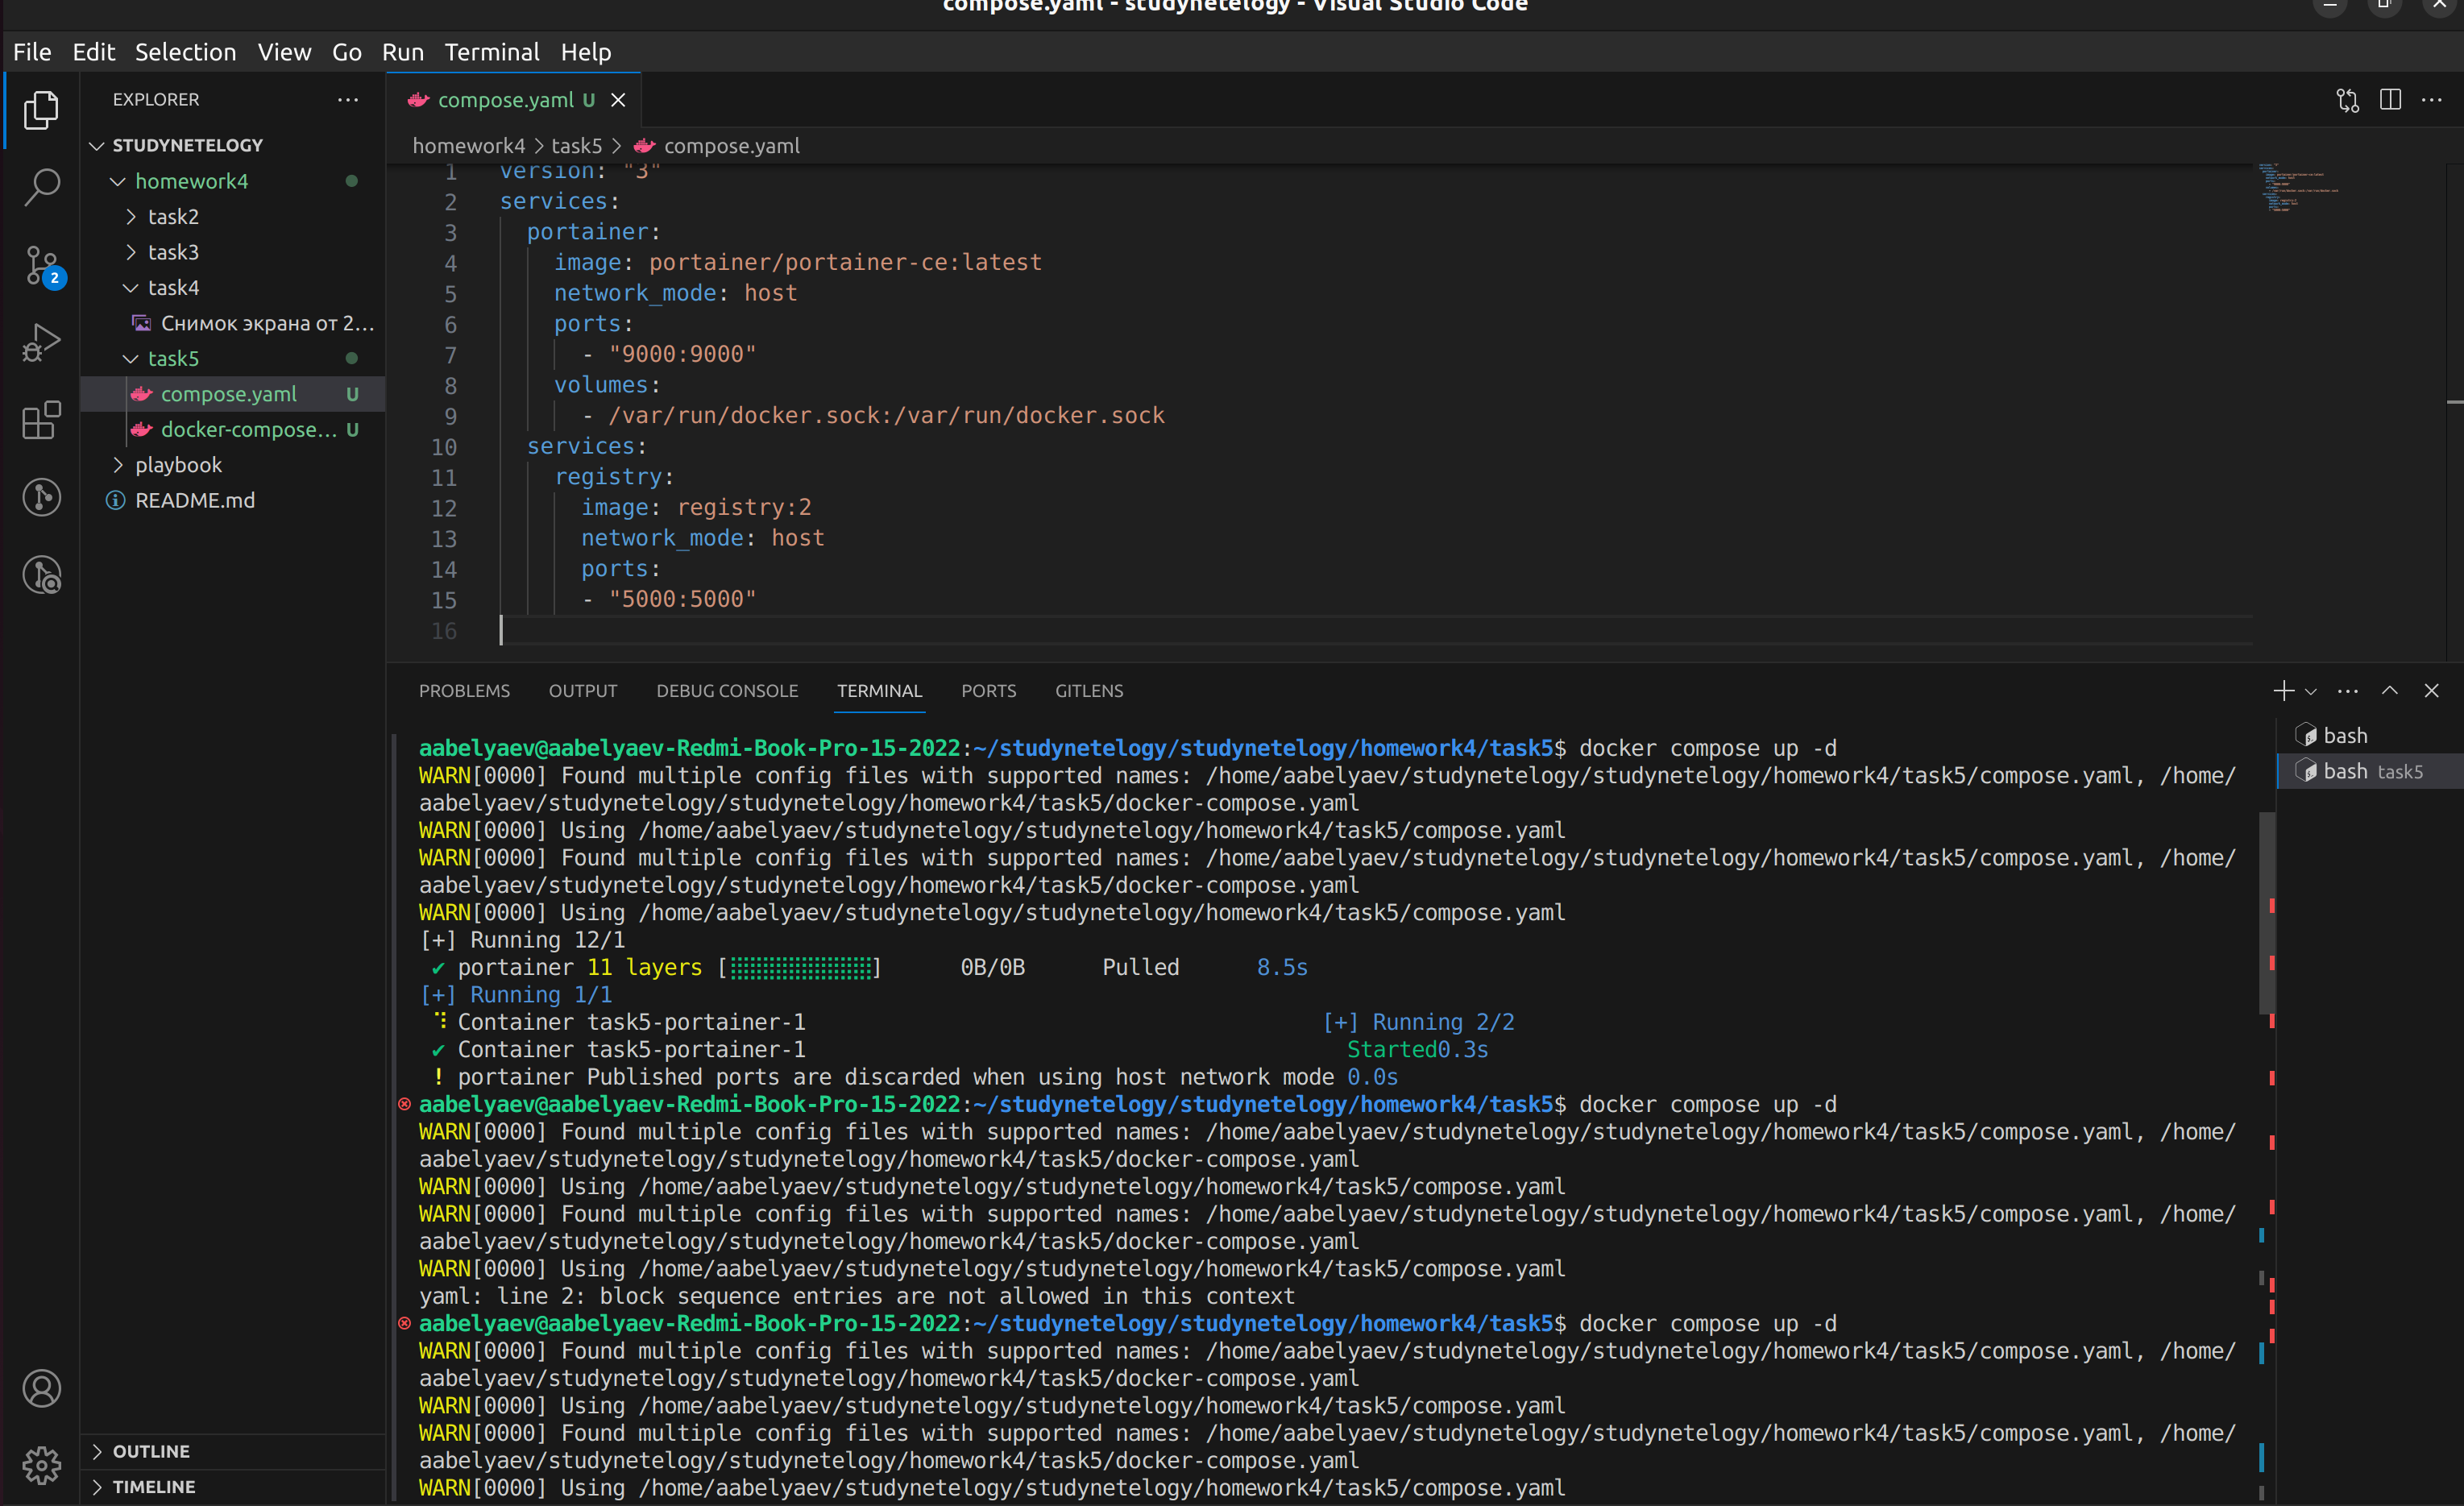 compose.yaml - studynetelogy - Visual Studio Code
File Edit Selection View Go Run Terminal Help
EXPLORER
STUDYNETELOGY
homework4
task2
task3
task4
Снимок экрана от 2...
task5
compose.yaml U
docker-compose... U
playbook
README.md
OUTLINE
TIMELINE
2
compose.yaml U
homework4 > task5 > compose.yaml
1 version: "3"
2 services:
3 portainer:
4 image: portainer/portainer-ce:latest
5 network_mode: host
6 ports:
7 - "9000:9000"
8 volumes:
9 - /var/run/docker.sock:/var/run/docker.sock
10 services:
11 registry:
12 image: registry:2
13 network_mode: host
14 ports:
15 - "5000:5000"
16
PROBLEMS OUTPUT DEBUG CONSOLE TERMINAL PORTS GITLENS
bash
bash task5
aabelyaev@aabelyaev-Redmi-Book-Pro-15-2022:~/studynetelogy/studynetelogy/homework4/task5$ docker compose up -d
WARN[0000] Found multiple config files with supported names: /home/aabelyaev/studynetelogy/studynetelogy/homework4/task5/compose.yaml, /home/
aabelyaev/studynetelogy/studynetelogy/homework4/task5/docker-compose.yaml
WARN[0000] Using /home/aabelyaev/studynetelogy/studynetelogy/homework4/task5/compose.yaml
WARN[0000] Found multiple config files with supported names: /home/aabelyaev/studynetelogy/studynetelogy/homework4/task5/compose.yaml, /home/
aabelyaev/studynetelogy/studynetelogy/homework4/task5/docker-compose.yaml
WARN[0000] Using /home/aabelyaev/studynetelogy/studynetelogy/homework4/task5/compose.yaml
[+] Running 12/1
✔ portainer 11 layers [⣿⣿⣿⣿⣿⣿⣿⣿⣿⣿⣿] 0B/0B Pulled 8.5s
[+] Running 1/1
⠹ Container task5-portainer-1 [+] Running 2/2
✔ Container task5-portainer-1 Started0.3s
! portainer Published ports are discarded when using host network mode 0.0s
aabelyaev@aabelyaev-Redmi-Book-Pro-15-2022:~/studynetelogy/studynetelogy/homework4/task5$ docker compose up -d
WARN[0000] Found multiple config files with supported names: /home/aabelyaev/studynetelogy/studynetelogy/homework4/task5/compose.yaml, /home/
aabelyaev/studynetelogy/studynetelogy/homework4/task5/docker-compose.yaml
WARN[0000] Using /home/aabelyaev/studynetelogy/studynetelogy/homework4/task5/compose.yaml
WARN[0000] Found multiple config files with supported names: /home/aabelyaev/studynetelogy/studynetelogy/homework4/task5/compose.yaml, /home/
aabelyaev/studynetelogy/studynetelogy/homework4/task5/docker-compose.yaml
WARN[0000] Using /home/aabelyaev/studynetelogy/studynetelogy/homework4/task5/compose.yaml
yaml: line 2: block sequence entries are not allowed in this context
aabelyaev@aabelyaev-Redmi-Book-Pro-15-2022:~/studynetelogy/studynetelogy/homework4/task5$ docker compose up -d
WARN[0000] Found multiple config files with supported names: /home/aabelyaev/studynetelogy/studynetelogy/homework4/task5/compose.yaml, /home/
aabelyaev/studynetelogy/studynetelogy/homework4/task5/docker-compose.yaml
WARN[0000] Using /home/aabelyaev/studynetelogy/studynetelogy/homework4/task5/compose.yaml
WARN[0000] Found multiple config files with supported names: /home/aabelyaev/studynetelogy/studynetelogy/homework4/task5/compose.yaml, /home/
aabelyaev/studynetelogy/studynetelogy/homework4/task5/docker-compose.yaml
WARN[0000] Using /home/aabelyaev/studynetelogy/studynetelogy/homework4/task5/compose.yaml